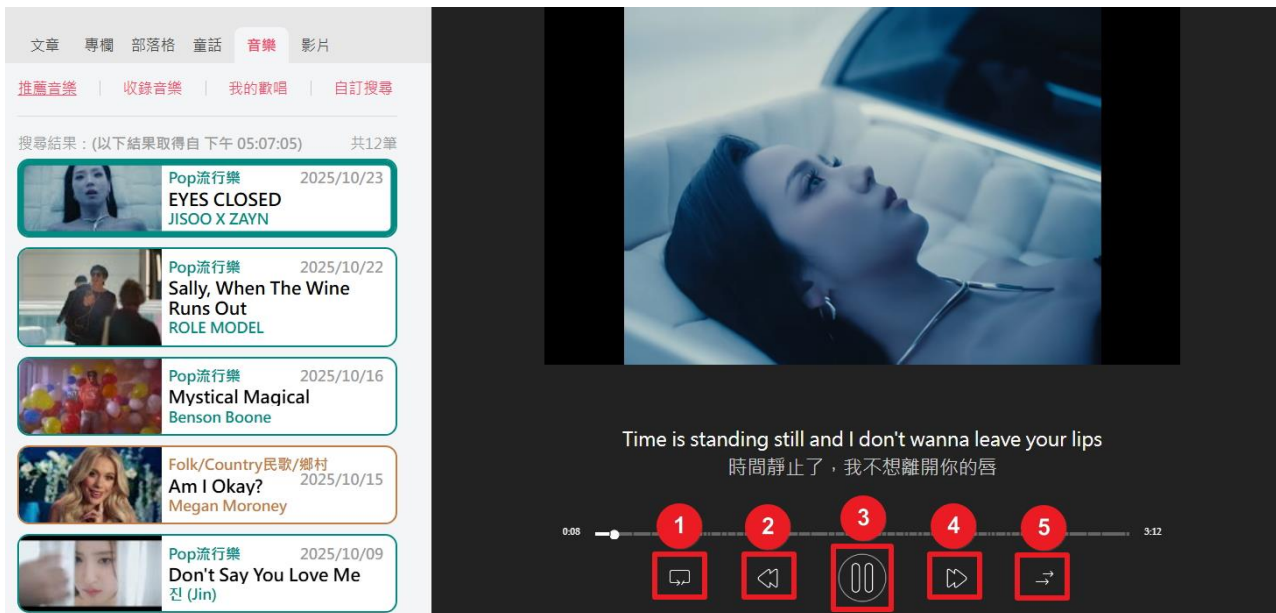 文章 專欄 部落格 童話 音樂 影片
推薦音樂 | 收錄音樂 | 我的歡唱 | 自訂搜尋
搜尋結果：(以下結果取得自 下午 05:07:05) 共12筆
Pop流行樂 2025/10/23
EYES CLOSED
JISOO X ZAYN
Pop流行樂 2025/10/22
Sally, When The Wine
Runs Out
ROLE MODEL
Pop流行樂 2025/10/16
Mystical Magical
Benson Boone
Folk/Country民歌/鄉村
2025/10/15
Am I Okay?
Megan Moroney
Pop流行樂 2025/10/09
Don't Say You Love Me
진 (Jin)
Time is standing still and I don't wanna leave your lips
時間靜止了，我不想離開你的唇
0:08 3:12
1 2 3 4 5